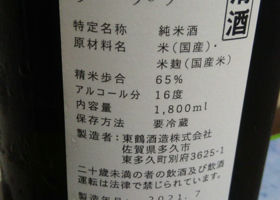 清酒
特定名称 純米酒
原材料名 米(国産)・
米麹(国産米)
精米歩合 65%
アルコール分 16度
内容量 1,800ml
保存方法 要冷蔵
製造者:東鶴酒造株式会社
佐賀県多久市
東多久町別府3625-1
二十歳未満の者の飲酒及び飲酒
運転は法律で禁じられています。
製造年月 2021.7